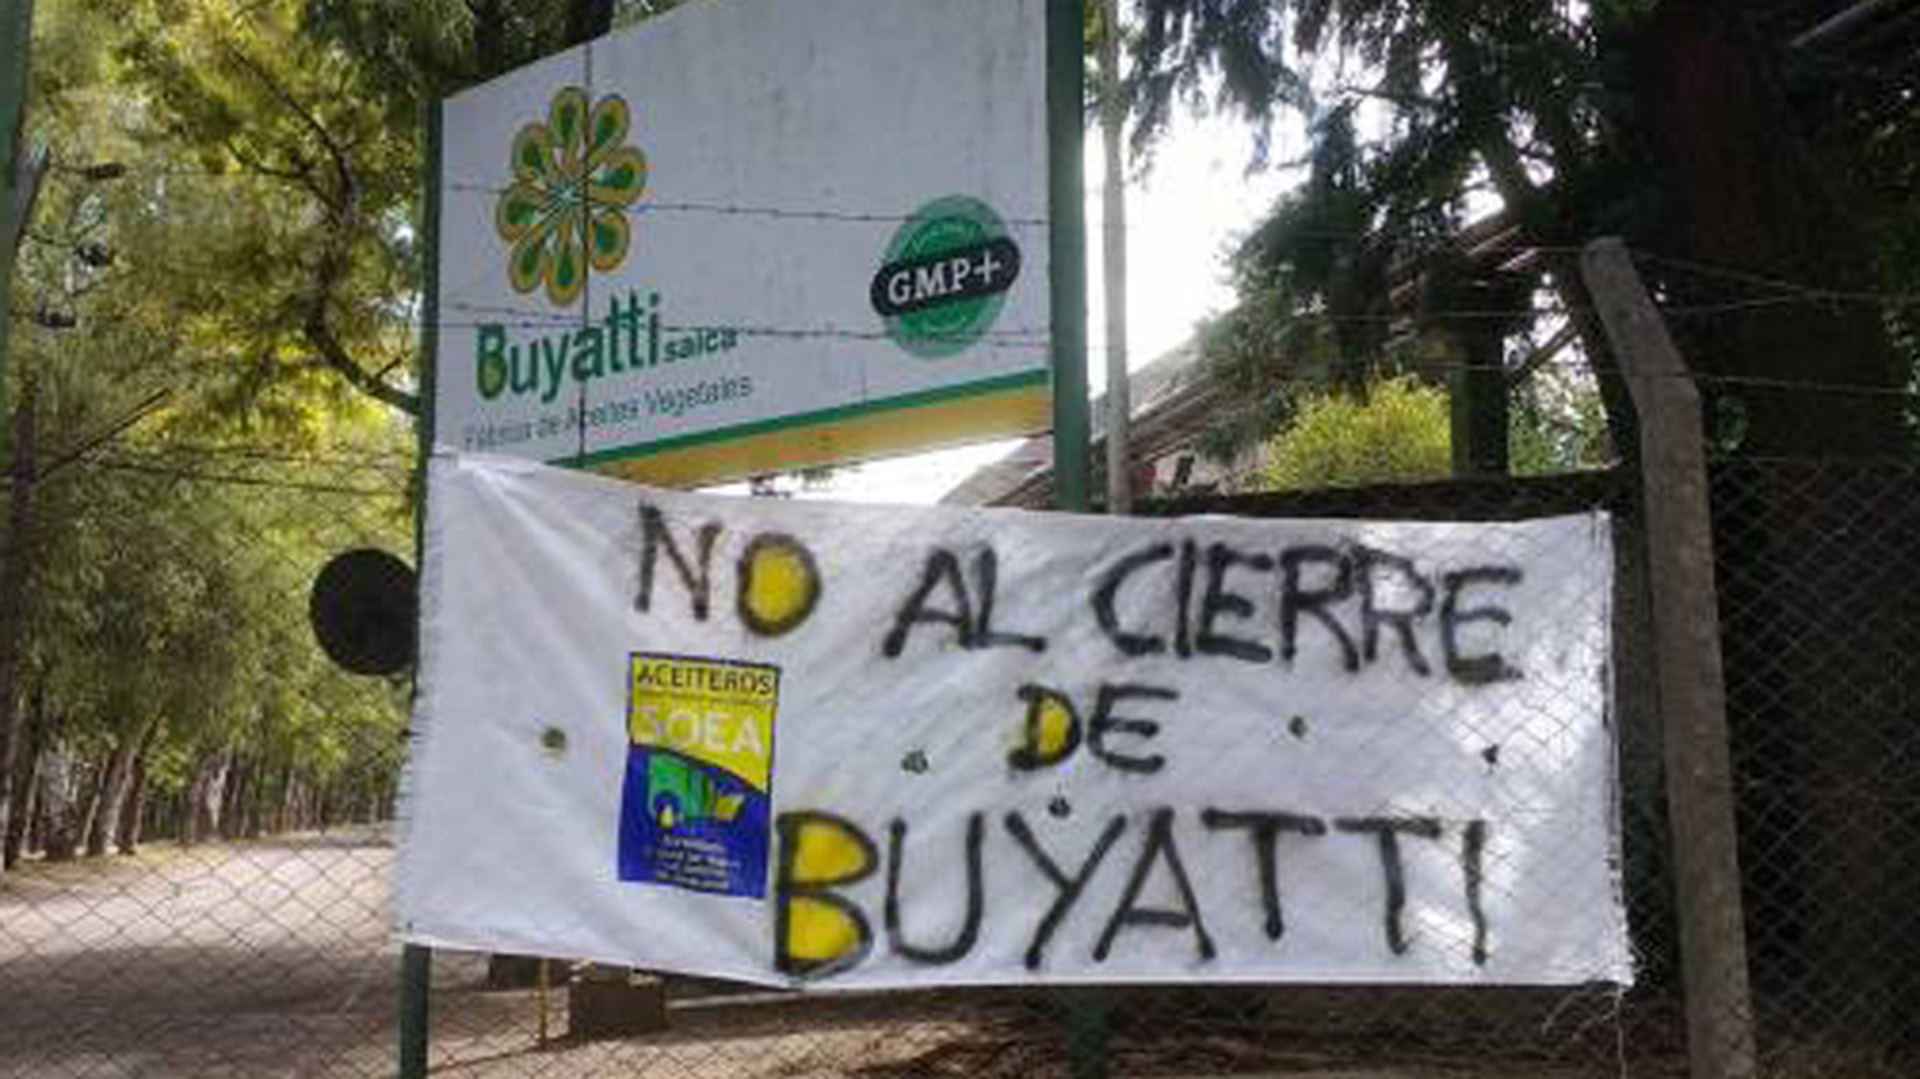 GMP+
Buyatti saica
Fábrica de Aceites Vegetales
NO AL CIERRE
DE
BUYATTI
ACEITEROS
SOEA